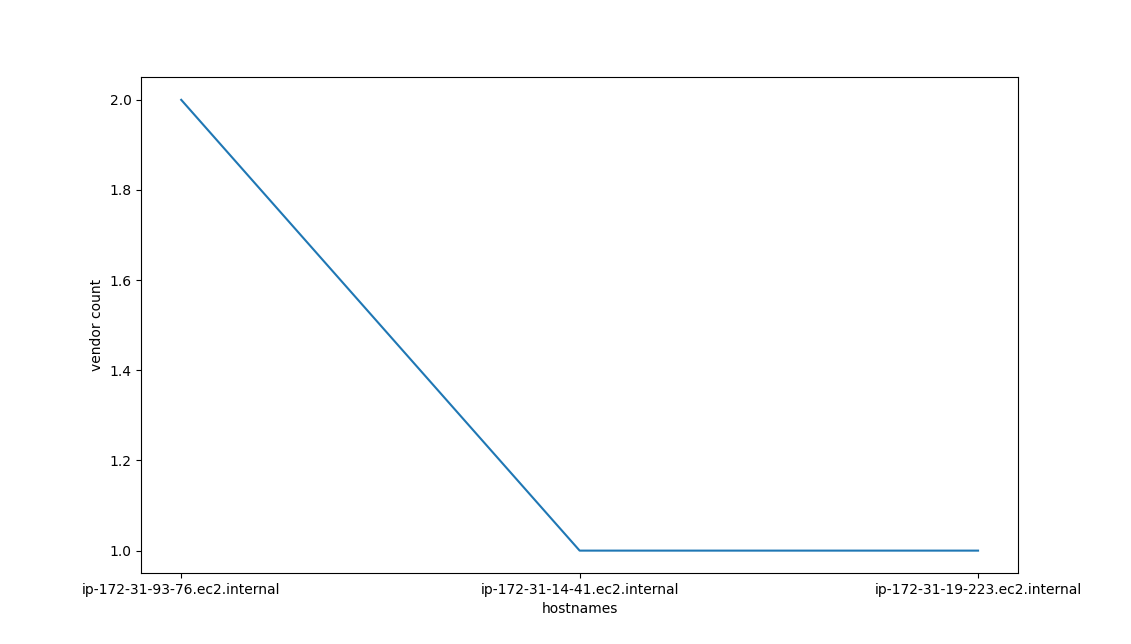 2.0
1.8
1.6
1.4
1.2
1.0
vendor count
ip-172-31-93-76.ec2.internal
ip-172-31-14-41.ec2.internal
ip-172-31-19-223.ec2.internal
hostnames